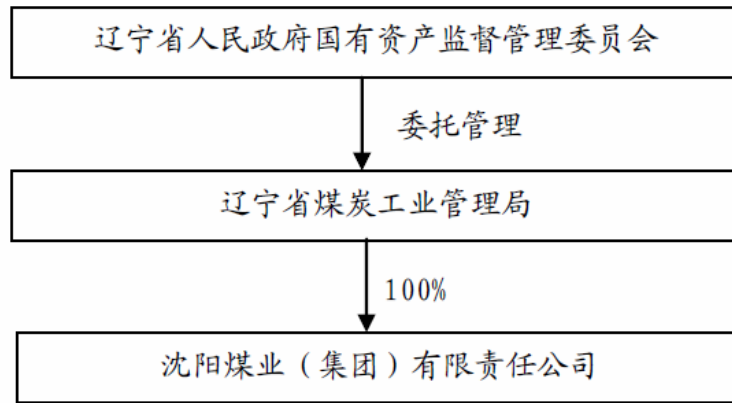 辽宁省人民政府国有资产监督管理委员会
委托管理
辽宁省煤炭工业管理局
100%
沈阳煤业（集团）有限责任公司